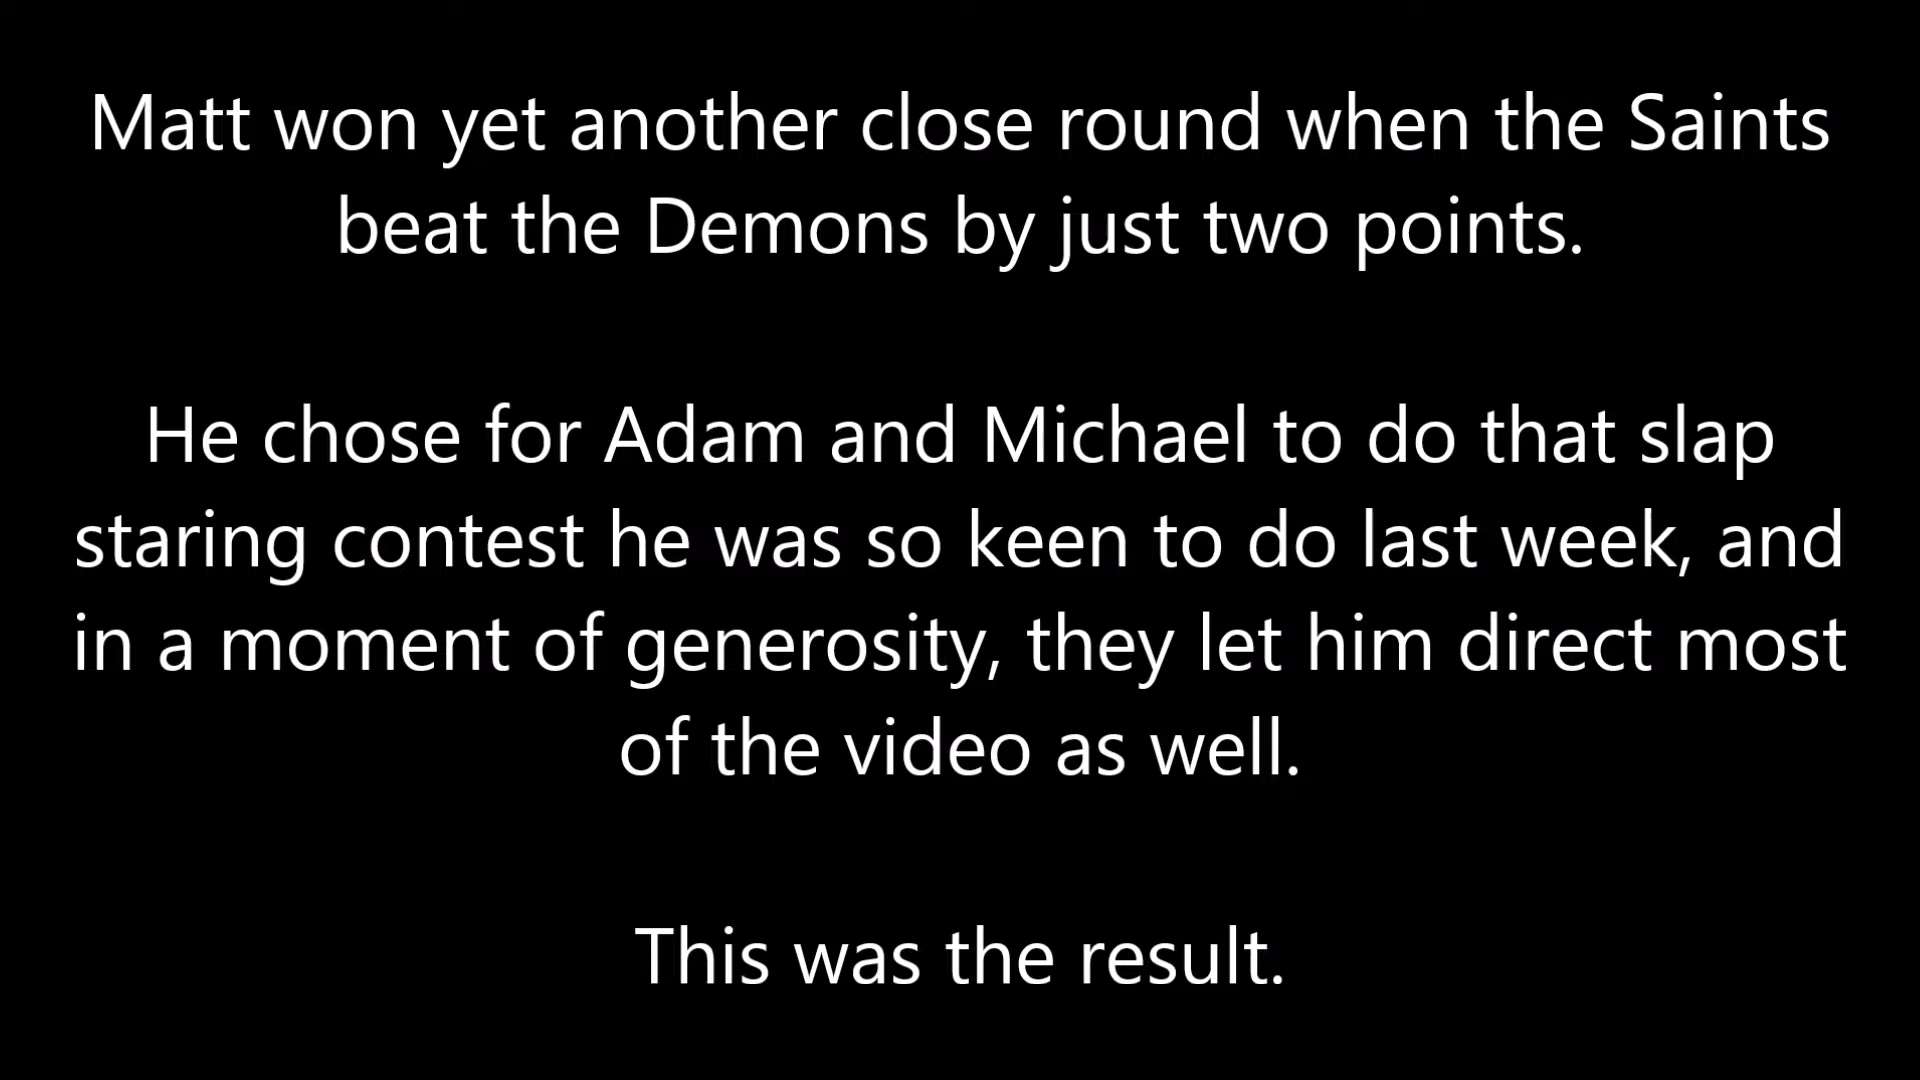 Matt won yet another close round when the Saints
beat the Demons by just two points.
He chose for Adam and Michael to do that slap
staring contest he was so keen to do last week, and
in a moment of generosity, they let him direct most
of the video as well.
This was the result.